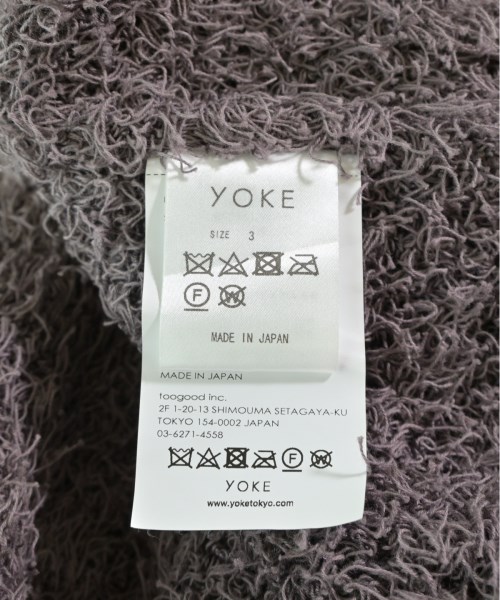 YOKE
SIZE 3
F W
MADE IN JAPAN
MADE IN JAPAN
toogood inc.
2F 1-20-13 SHIMOUMA SETAGAYA-KU
TOKYO 154-0002 JAPAN
03-6271-4558
F W
YOKE
www.yoketokyo.com